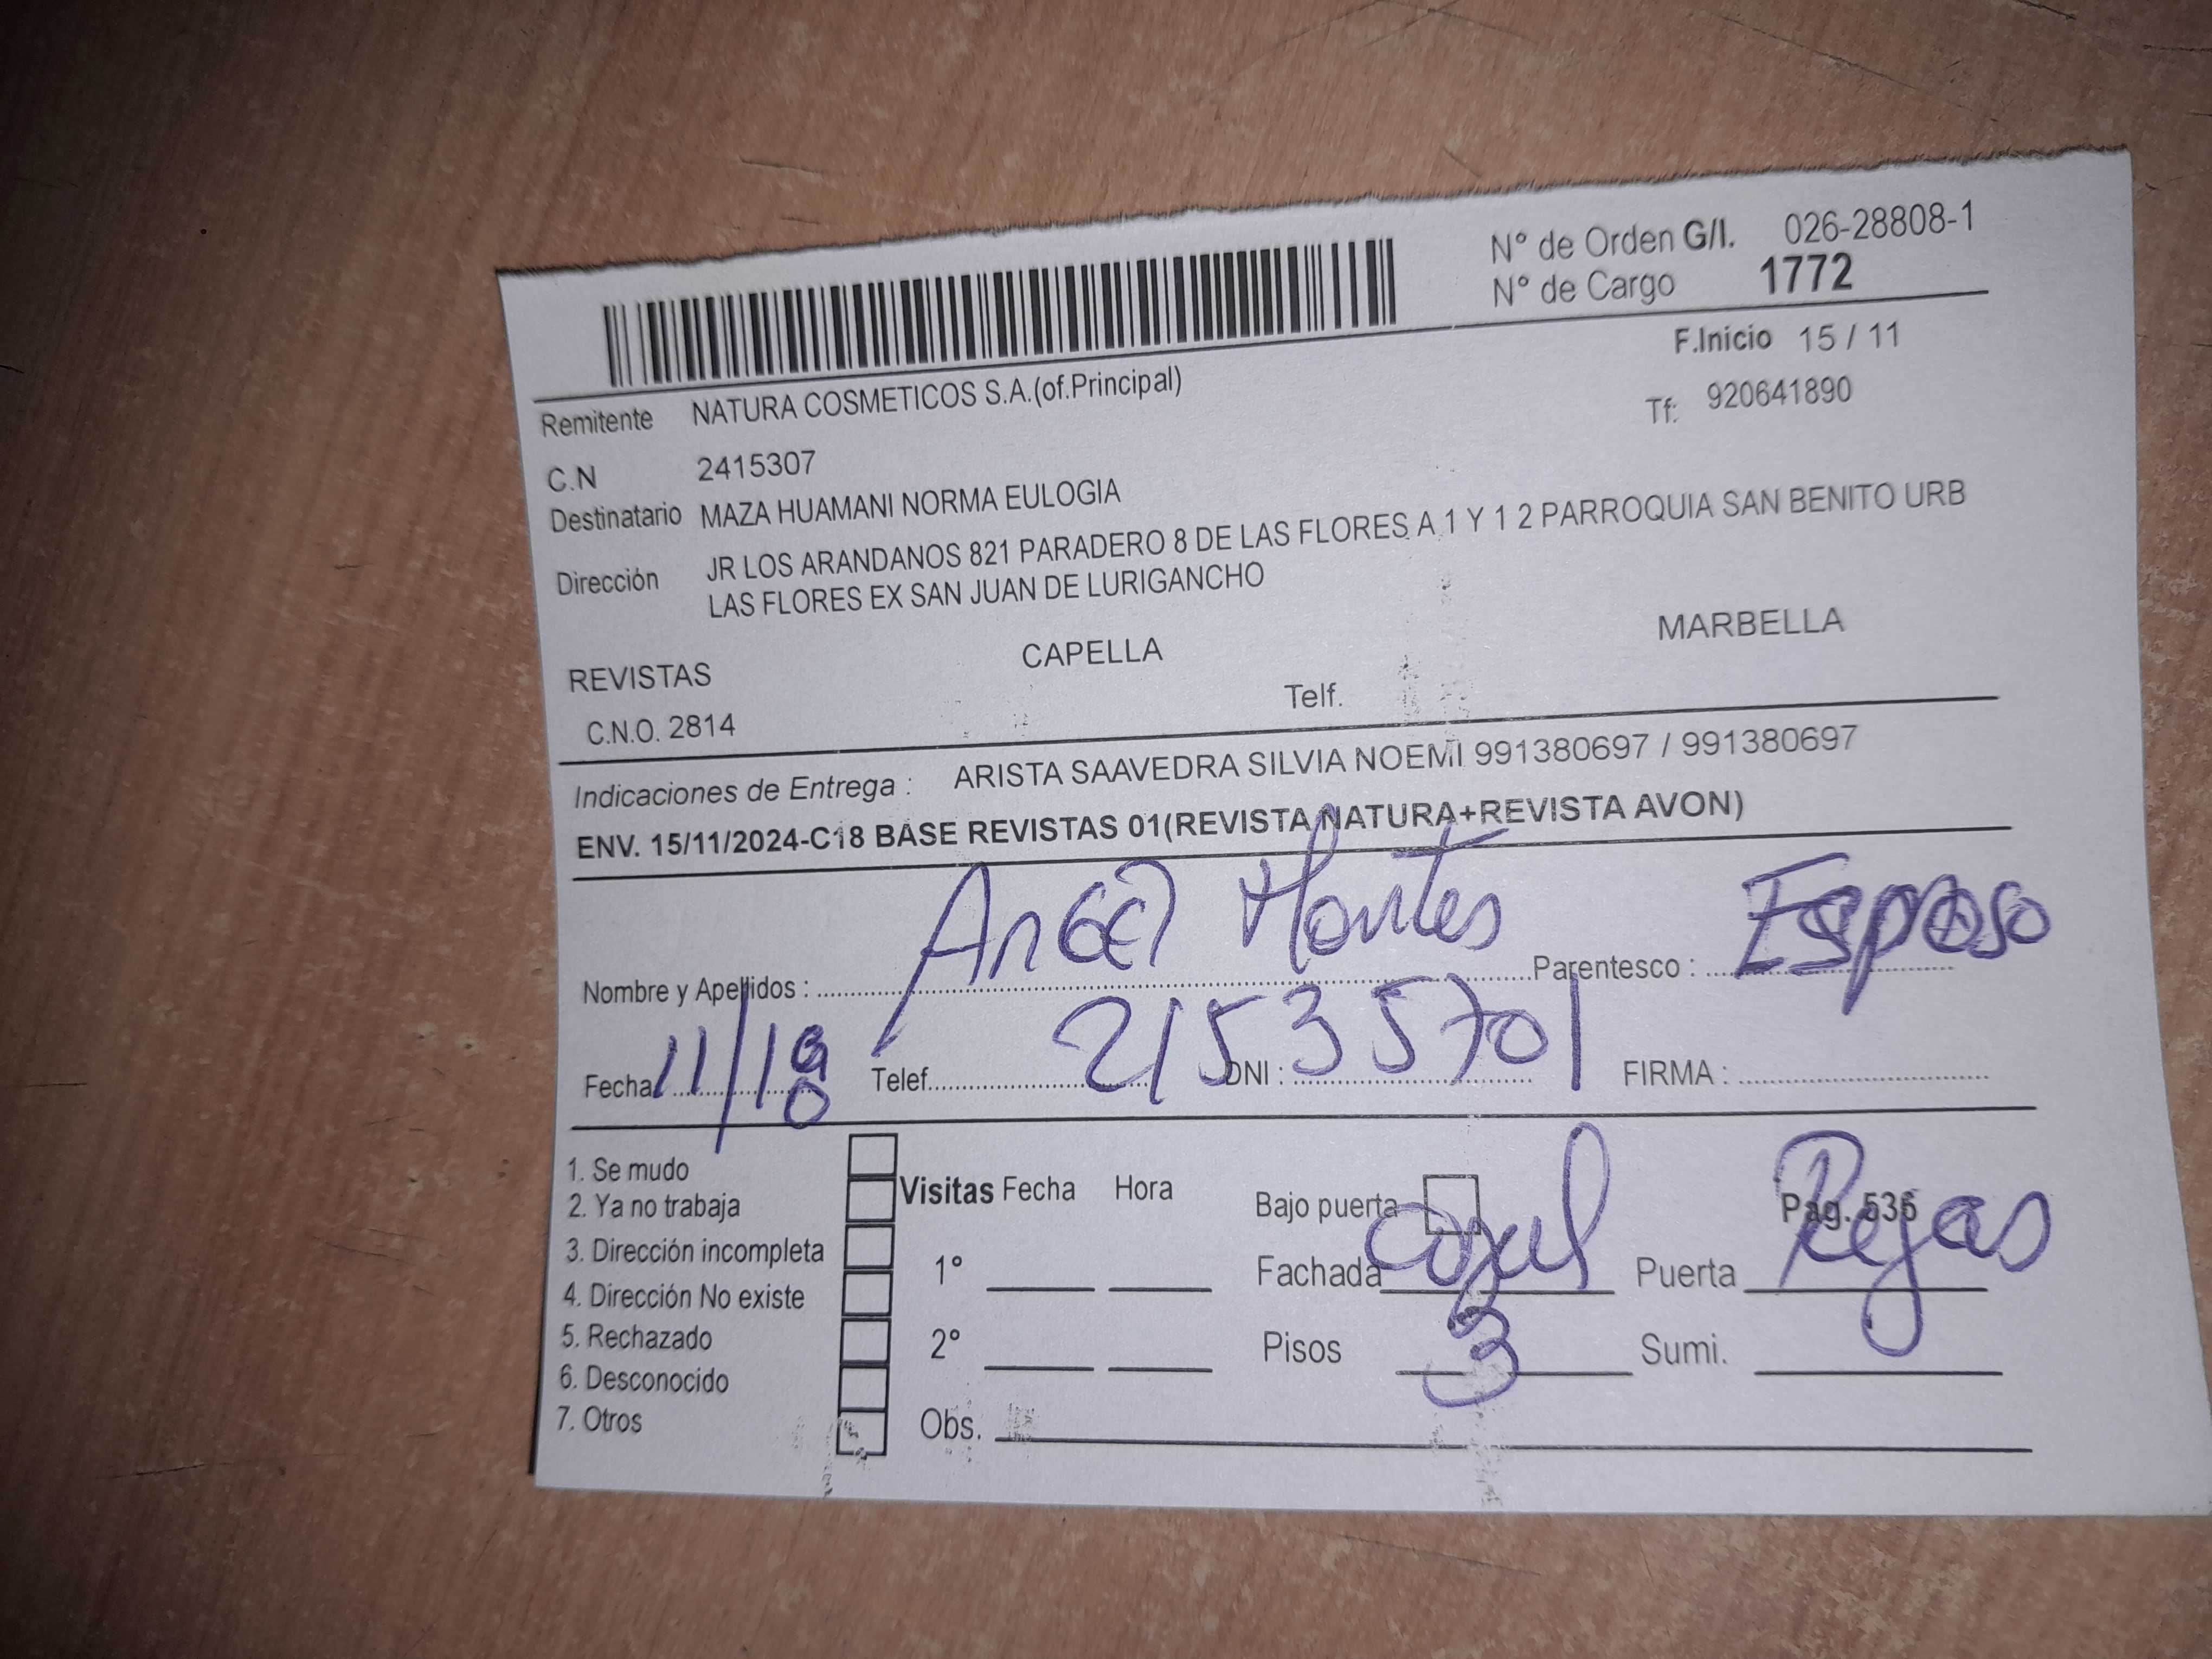 N° de Orden G/I. 026-28808-1
N° de Cargo 1772
F.Inicio 15 / 11
Remitente NATURA COSMETICOS S.A.(of.Principal)
Tf: 920641890
C.N 2415307
Destinatario MAZA HUAMANI NORMA EULOGIA
Dirección JR LOS ARANDANOS 821 PARADERO 8 DE LAS FLORES A 1 Y 1 2 PARROQUIA SAN BENITO URB
LAS FLORES EX SAN JUAN DE LURIGANCHO
REVISTAS CAPELLA MARBELLA
C.N.O. 2814 Telf.
Indicaciones de Entrega : ARISTA SAAVEDRA SILVIA NOEMI 991380697 / 991380697
ENV. 15/11/2024-C18 BASE REVISTAS 01(REVISTA NATURA+REVISTA AVON)
Nombre y Apellidos : Angel Montes Parentesco : Esposo
Fecha Telef. DNI : 21535701 FIRMA :
1. Se mudo
2. Ya no trabaja
3. Dirección incompleta
4. Dirección No existe
5. Rechazado
6. Desconocido
7. Otros
Visitas Fecha Hora
1°
2°
Obs.
Bajo puerta Pag. 536
Fachada Puerta Rejas
Pisos 3 Sumi.